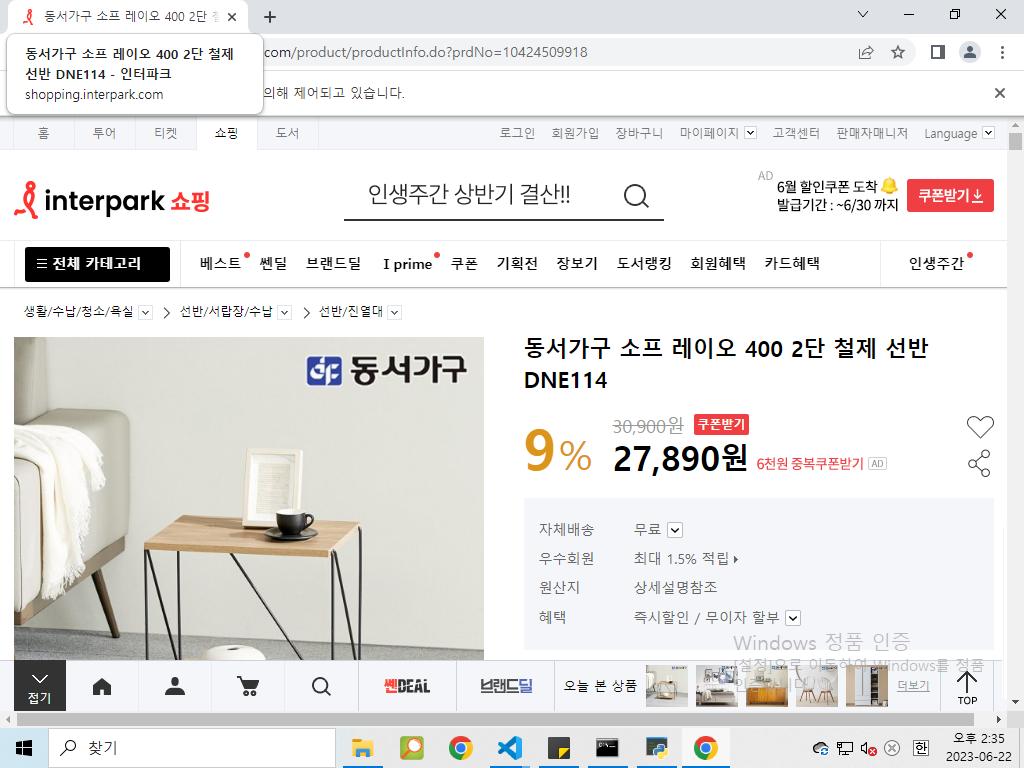 동서가구 소프 레이오 400 2단 철
동서가구 소프 레이오 400 2단 철제
선반 DNE114 - 인터파크
shopping.interpark.com
com/product/productInfo.do?prdNo=10424509918
의해 제어되고 있습니다.
홈 투어 티켓 쇼핑 도서 로그인 회원가입 장바구니 마이페이지 고객센터 판매자매니저 Language
interpark 쇼핑
인생주간 상반기 결산!!
AD
6월 할인쿠폰 도착
발급기간 : ~6/30 까지
쿠폰받기
전체 카테고리 베스트 쎈딜 브랜드딜 I prime 쿠폰 기획전 장보기 도서랭킹 회원혜택 카드혜택 인생주간
생활/수납/청소/욕실 선반/서랍장/수납 선반/진열대
동서가구
동서가구 소프 레이오 400 2단 철제 선반
DNE114
9% 30,900원 쿠폰받기
27,890원 6천원 중복쿠폰받기 AD
자체배송 무료
우수회원 최대 1.5% 적립
원산지 상세설명참조
혜택 즉시할인 / 무이자 할부
Windows 정품 인증
[설정]으로 이동하여 Windows를 정품
접기
쎈DEAL
브랜드딜
오늘 본 상품
더보기
TOP
찾기
한
오후 2:35
2023-06-22